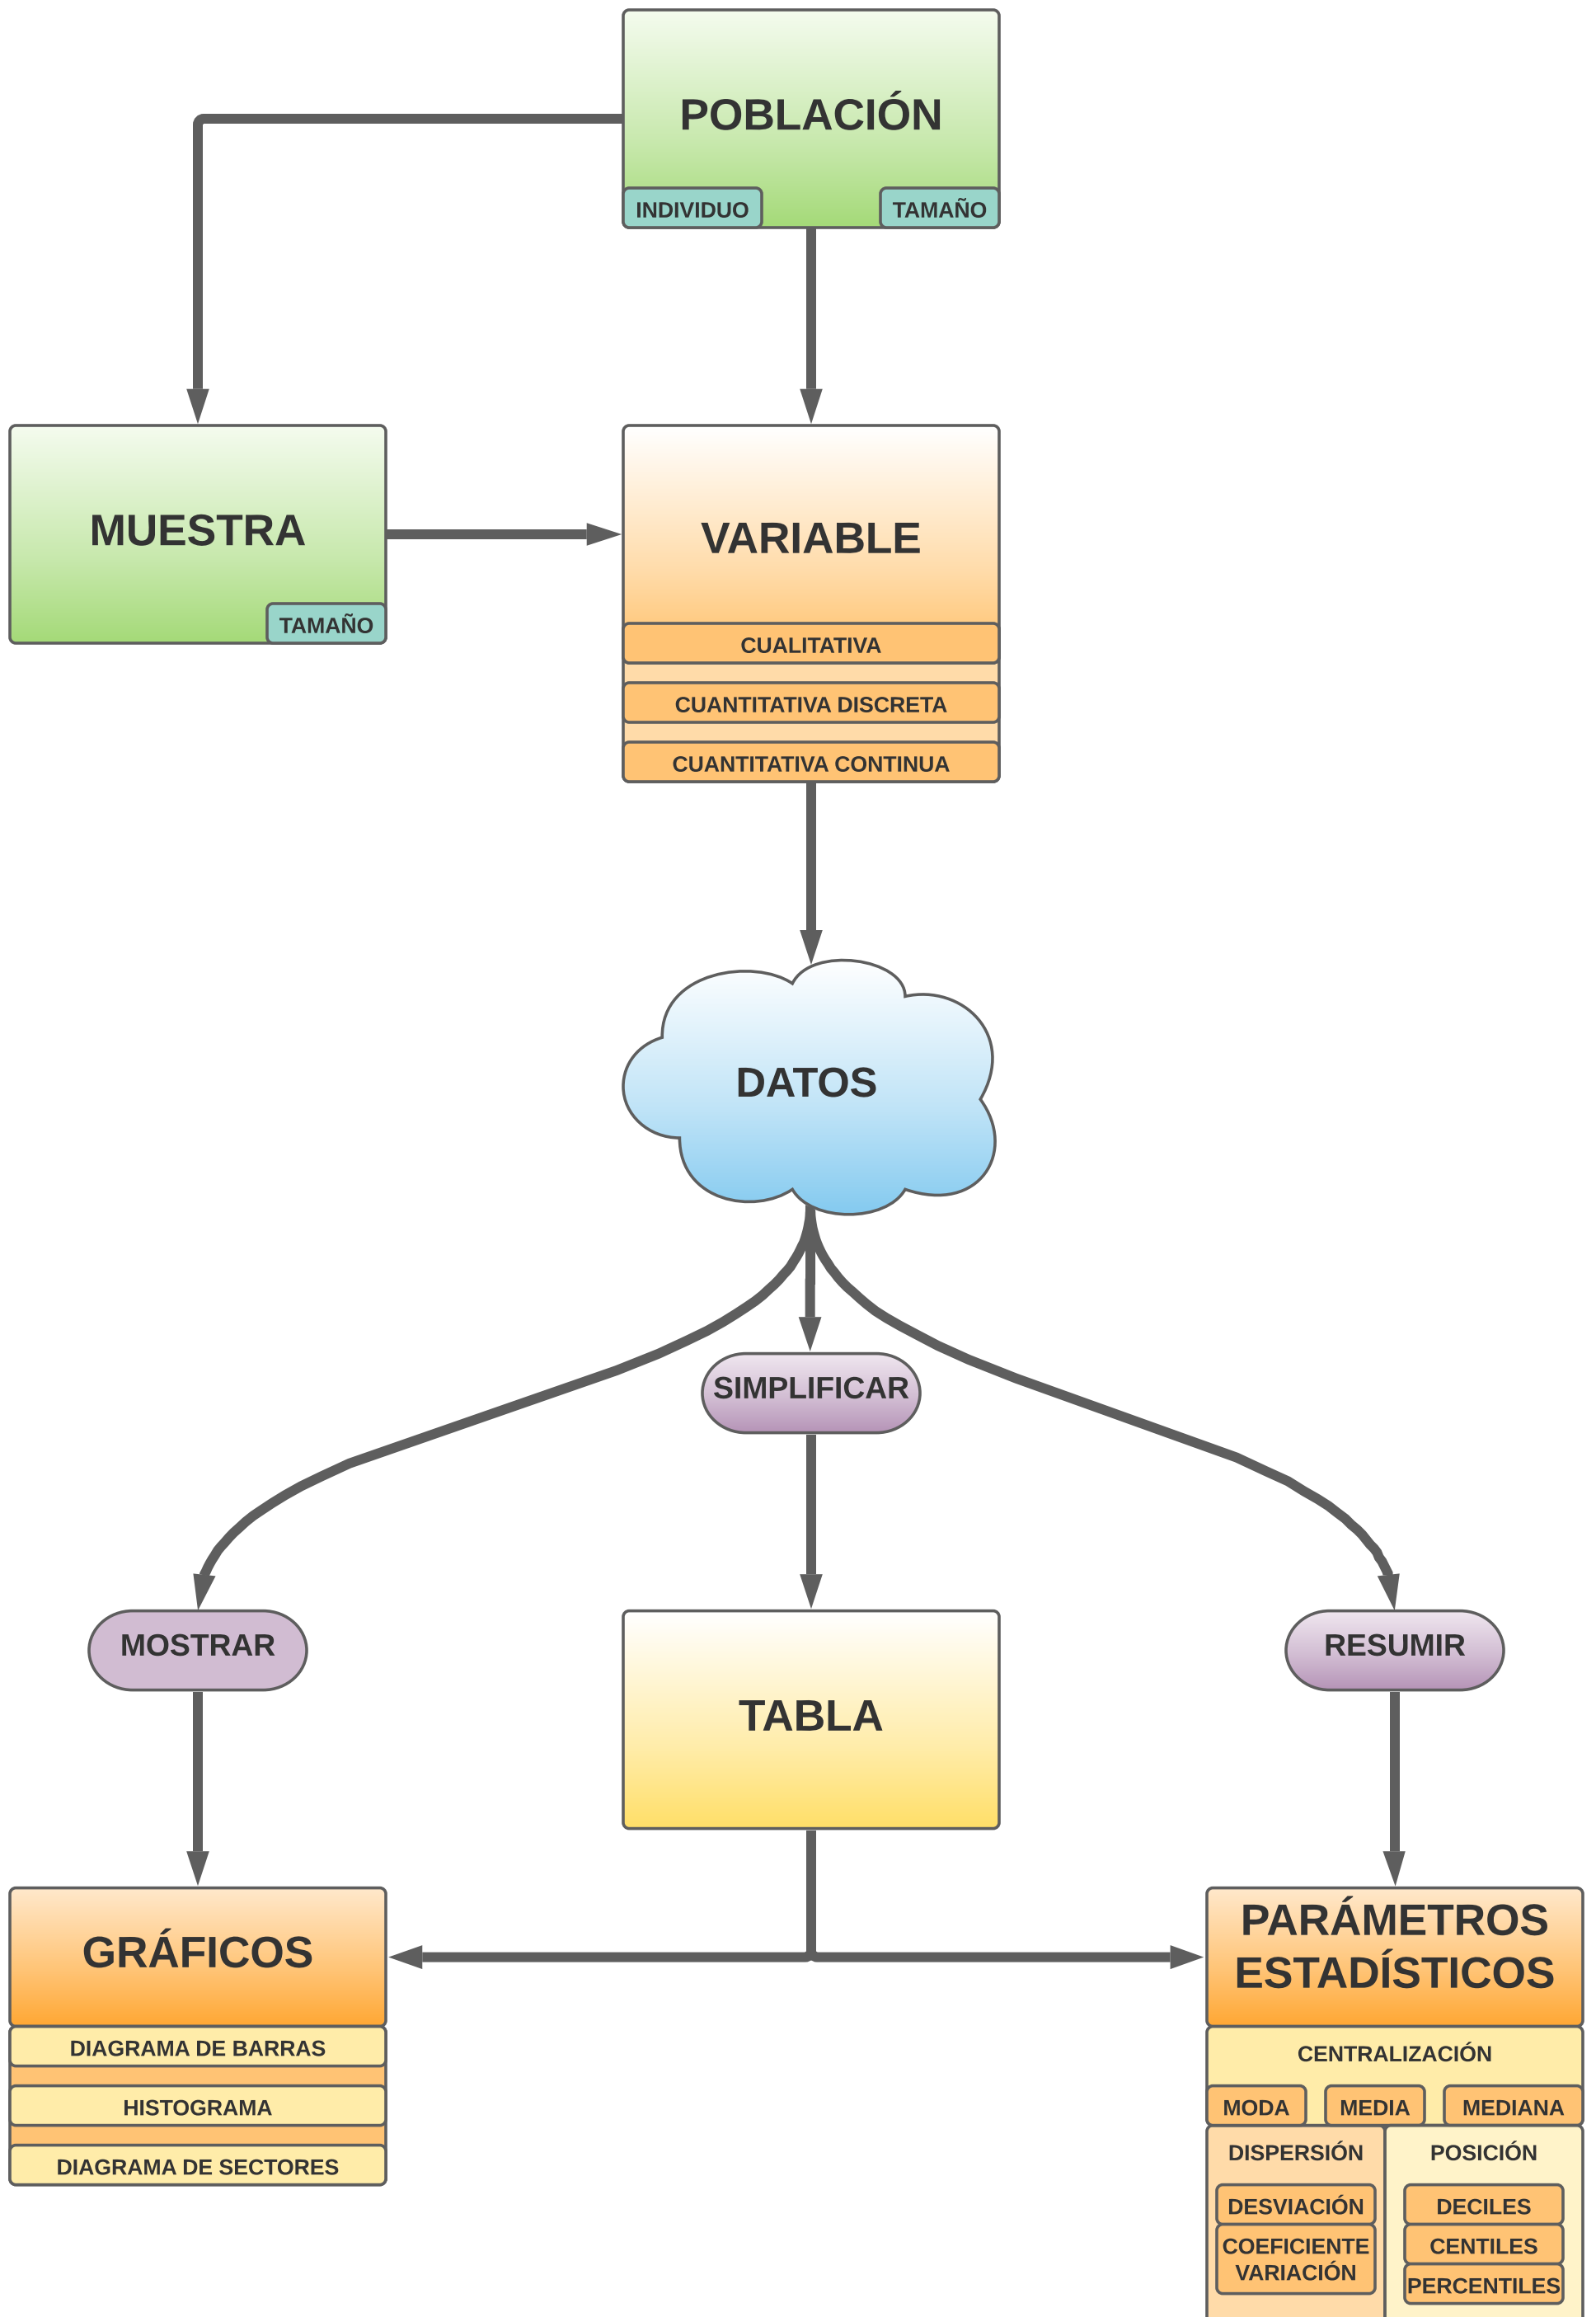 POBLACIÓN
INDIVIDUO
TAMAÑO
MUESTRA
TAMAÑO
VARIABLE
CUALITATIVA
CUANTITATIVA DISCRETA
CUANTITATIVA CONTINUA
DATOS
SIMPLIFICAR
MOSTRAR
TABLA
RESUMIR
GRÁFICOS
DIAGRAMA DE BARRAS
HISTOGRAMA
DIAGRAMA DE SECTORES
PARÁMETROS
ESTADÍSTICOS
CENTRALIZACIÓN
MODA
MEDIA
MEDIANA
DISPERSIÓN
DESVIACIÓN
COEFICIENTE
VARIACIÓN
POSICIÓN
DECILES
CENTILES
PERCENTILES